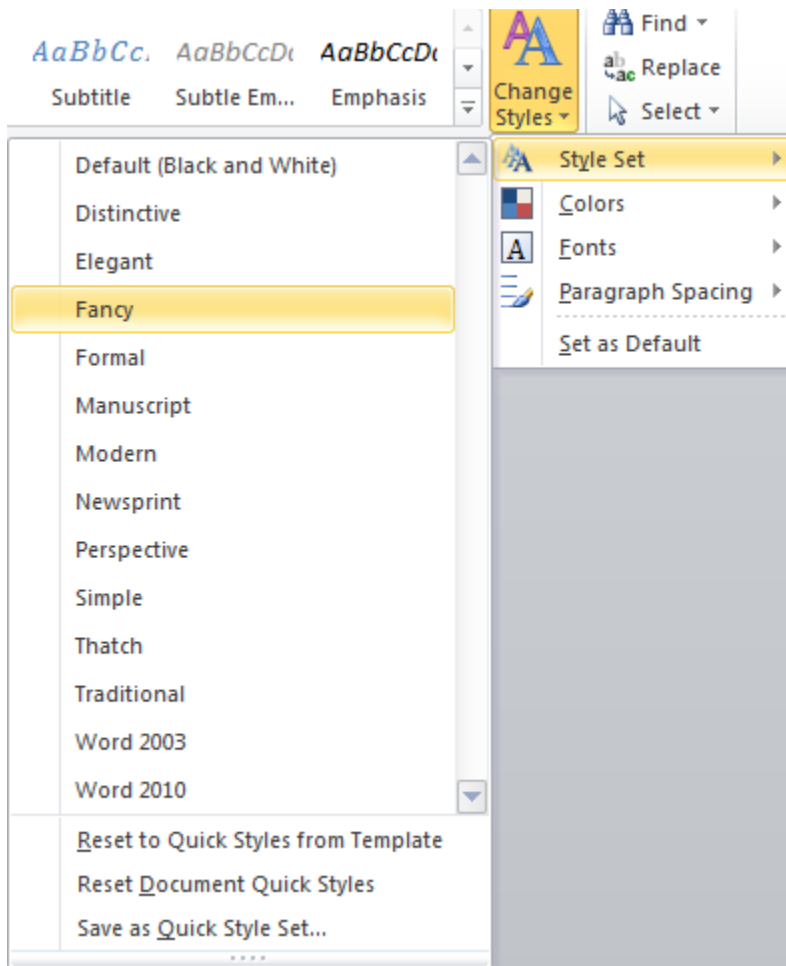 AaBbCc. AaBbCcDc AaBbCcDc
Subtitle Subtle Em... Emphasis
Change
Styles
Find
Replace
Select
Style Set
Colors
Fonts
Paragraph Spacing
Set as Default
Default (Black and White)
Distinctive
Elegant
Fancy
Formal
Manuscript
Modern
Newsprint
Perspective
Simple
Thatch
Traditional
Word 2003
Word 2010
Reset to Quick Styles from Template
Reset Document Quick Styles
Save as Quick Style Set...